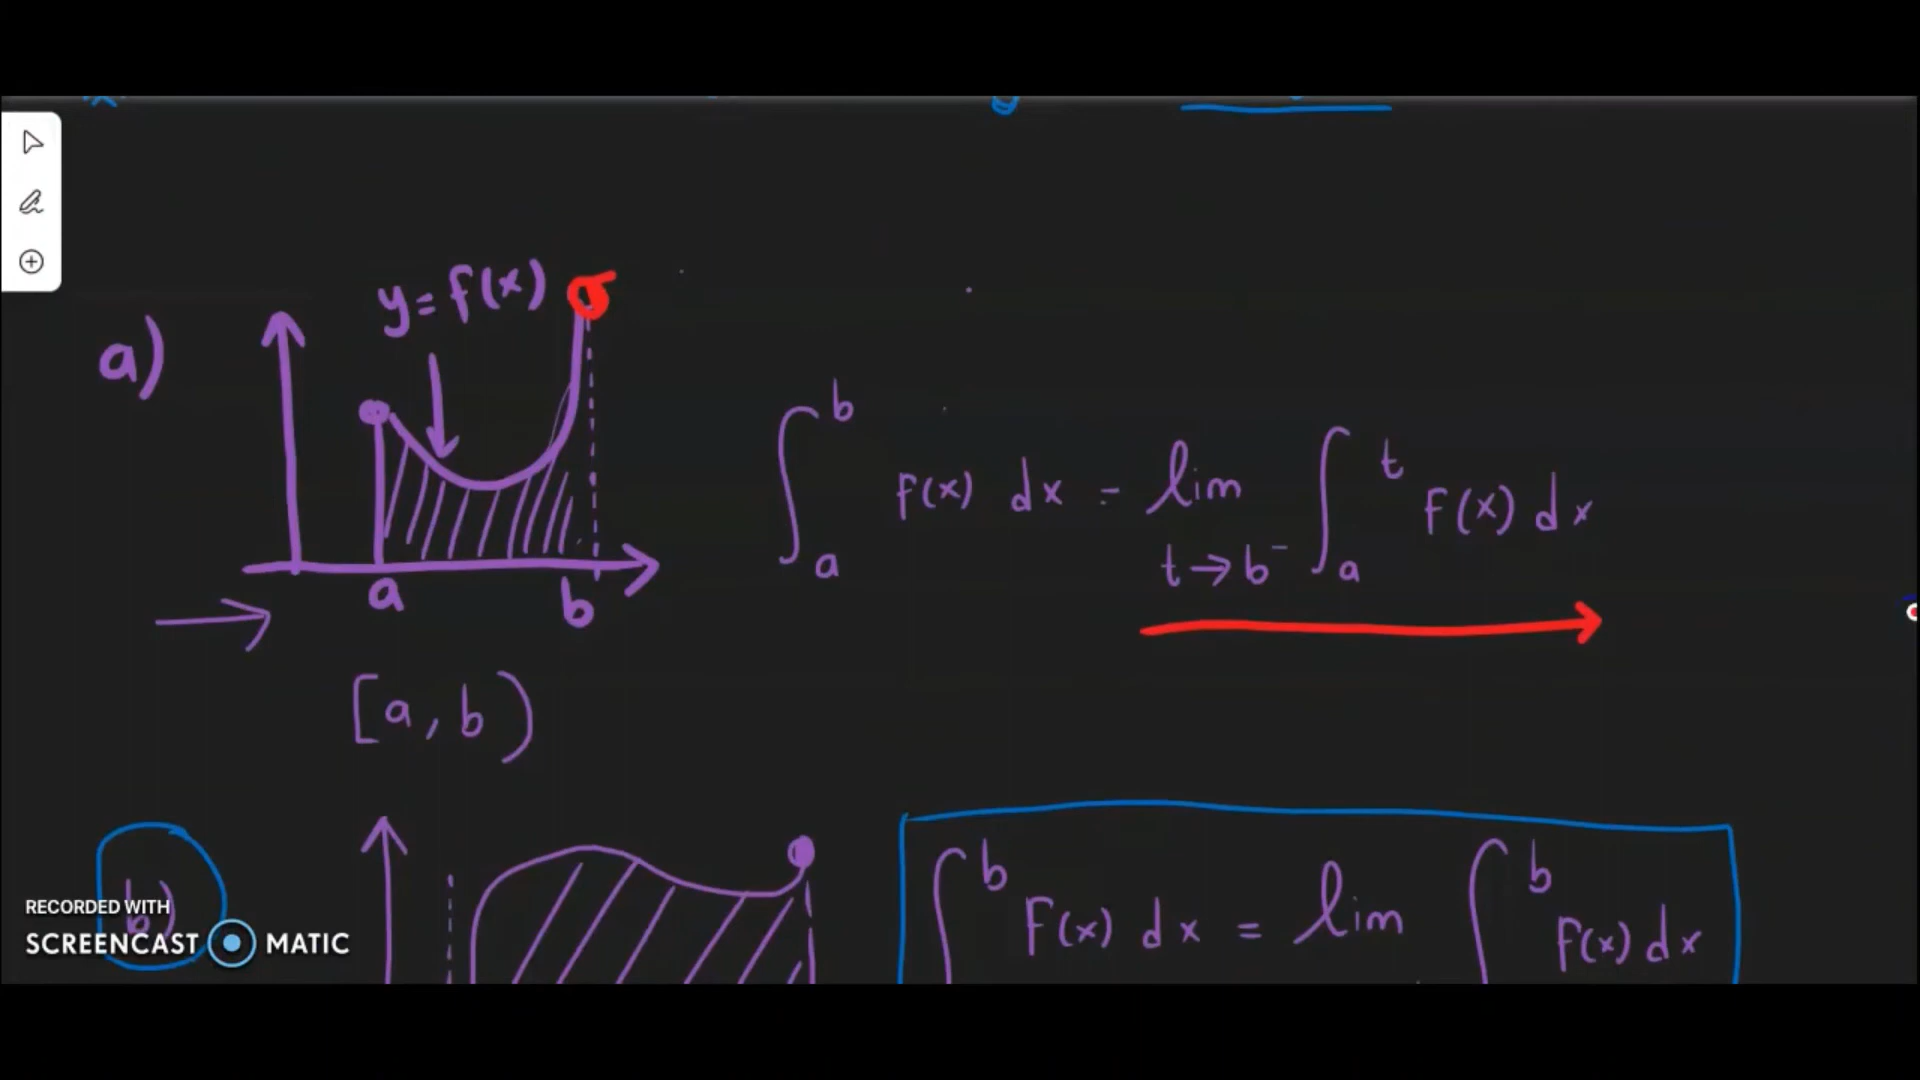 y=f(x)
a)
∫_a^b f(x) dx = lim_{t→b⁻} ∫_a^t f(x) dx
a b
[a, b)
b)
∫^b f(x) dx = lim ∫^b f(x) dx
RECORDED WITH
SCREENCAST MATIC